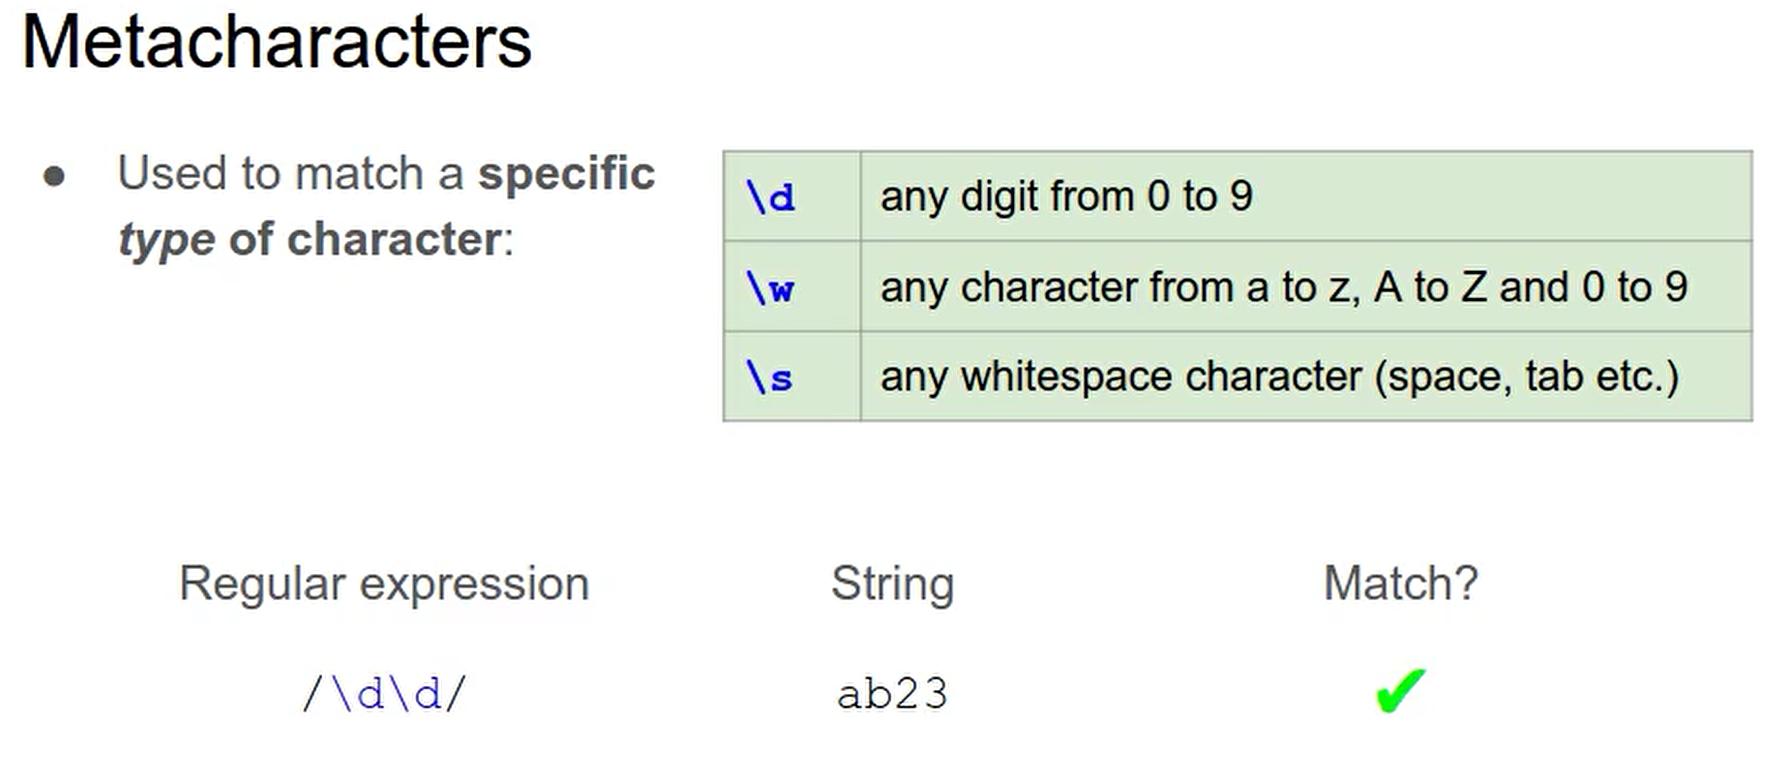 Metacharacters
● Used to match a specific
type of character:
\d any digit from 0 to 9
\w any character from a to z, A to Z and 0 to 9
\s any whitespace character (space, tab etc.)
Regular expression String Match?
/\d\d/ ab23 ✔